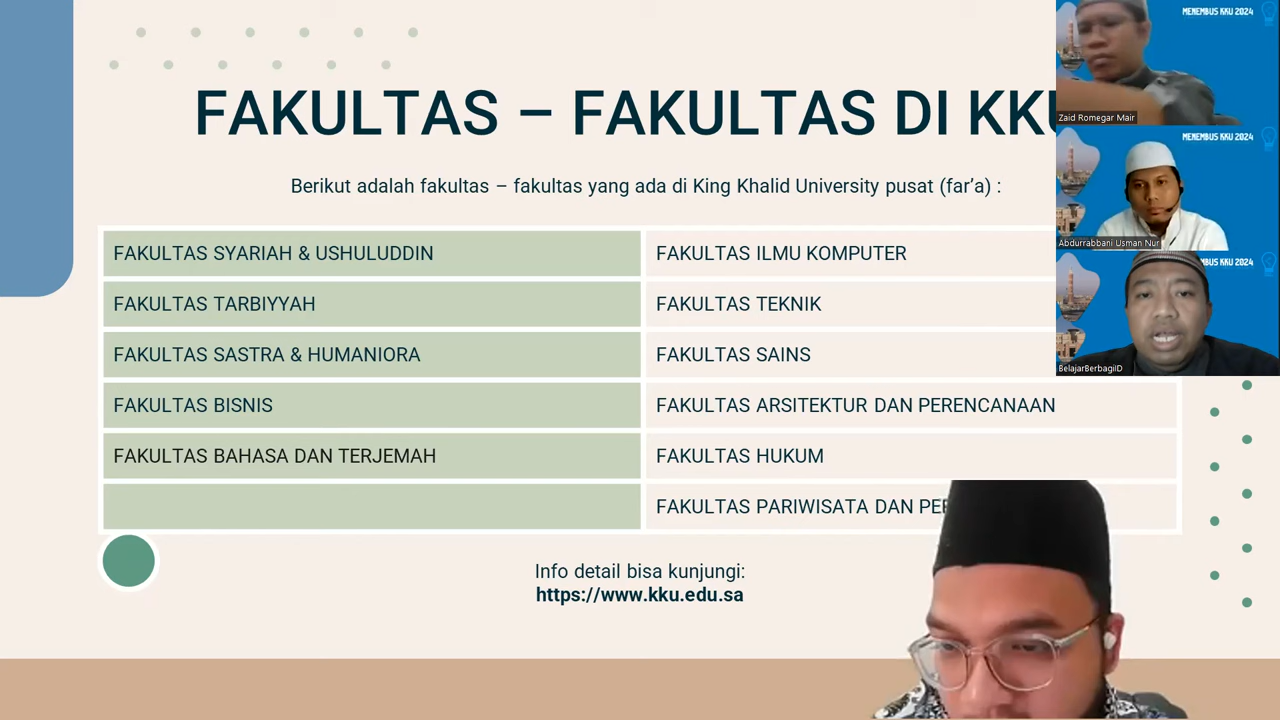 FAKULTAS – FAKULTAS DI KKU
Berikut adalah fakultas – fakultas yang ada di King Khalid University pusat (far’a) :
FAKULTAS SYARIAH & USHULUDDIN
FAKULTAS ILMU KOMPUTER
FAKULTAS TARBIYYAH
FAKULTAS TEKNIK
FAKULTAS SASTRA & HUMANIORA
FAKULTAS SAINS
FAKULTAS BISNIS
FAKULTAS ARSITEKTUR DAN PERENCANAAN
FAKULTAS BAHASA DAN TERJEMAH
FAKULTAS HUKUM
FAKULTAS PARIWISATA DAN
Info detail bisa kunjungi:
https://www.kku.edu.sa
MENEMBUS KKU 2024
Zaid Romegar Mair
MENEMBUS KKU 2024
Abdurrabbani Usman Nur
MBUS KKU 2024
BelajarBerbagiID